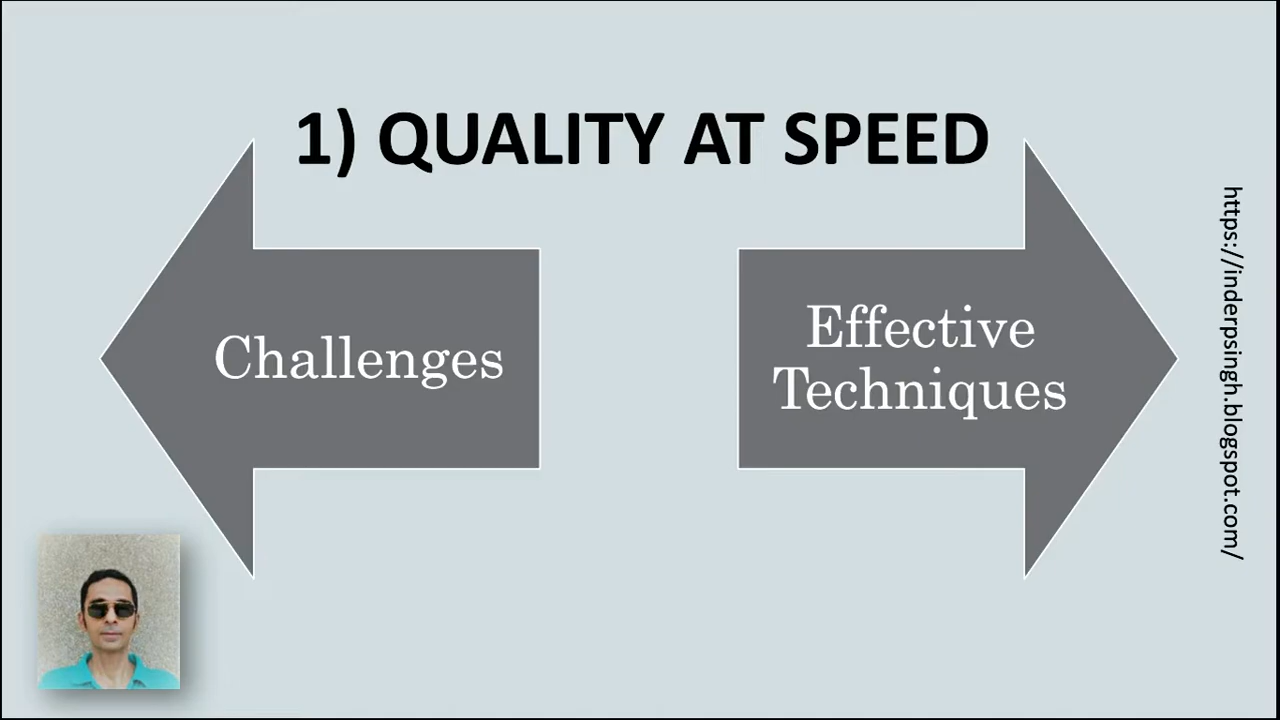 1) QUALITY AT SPEED
Challenges
Effective
Techniques
https://inderpsingh.blogspot.com/